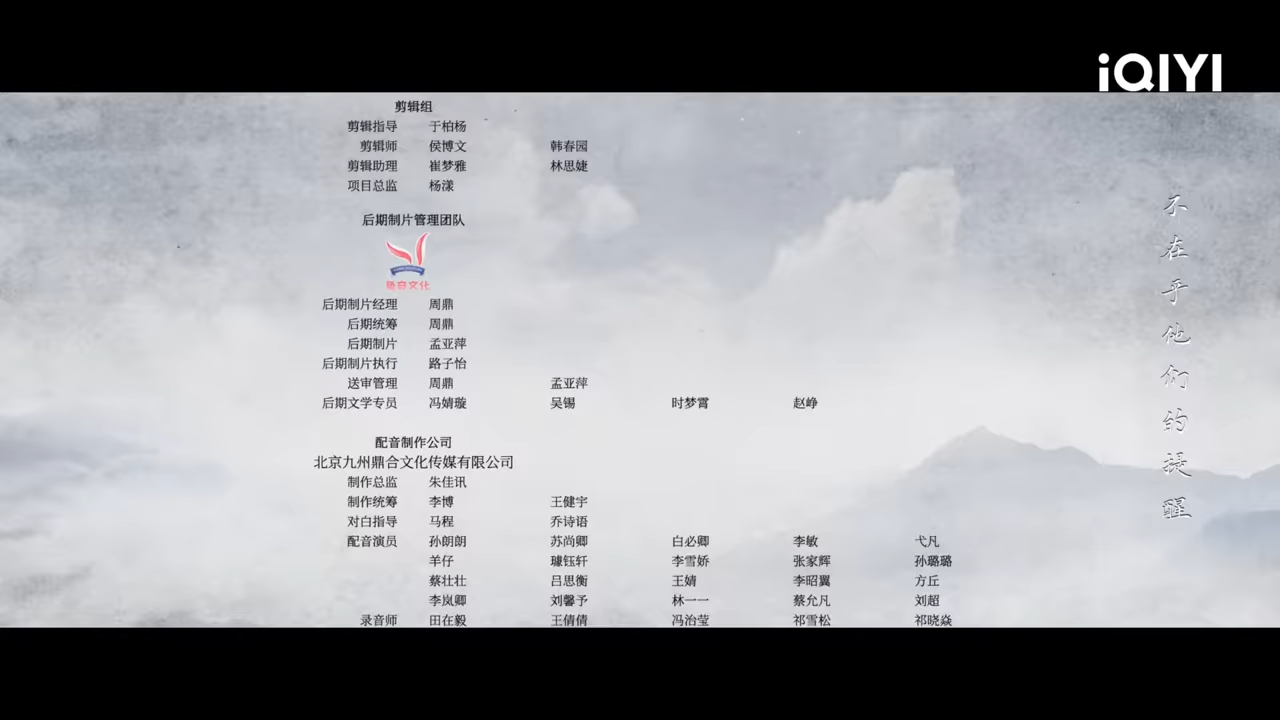 iQIYI
剪辑组
剪辑指导 于柏杨
剪辑师 侯博文 韩春园
剪辑助理 崔梦雅 林思婕
项目总监 杨漾
后期制片管理团队
后期制片经理 周鼎
后期统筹 周鼎
后期制片 孟亚萍
后期制片执行 路子怡
送审管理 周鼎 孟亚萍
后期文学专员 冯婧璇 吴锡 时梦霄 赵峥
配音制作公司
北京九州鼎合文化传媒有限公司
制作总监 朱佳讯
制作统筹 李博 王健宇
对白指导 马程 乔诗语
配音演员 孙朗朗 苏尚卿 白必卿 李敏 弋凡
羊仔 璩钰轩 李雪娇 张家辉 孙璐璐
蔡壮壮 吕思衡 王婧 李昭翼 方丘
李岚卿 刘馨予 林一一 蔡允凡 刘超
录音师 田在毅 王倩倩 冯治莹 祁雪松 祁晓焱
不在乎他们的提醒